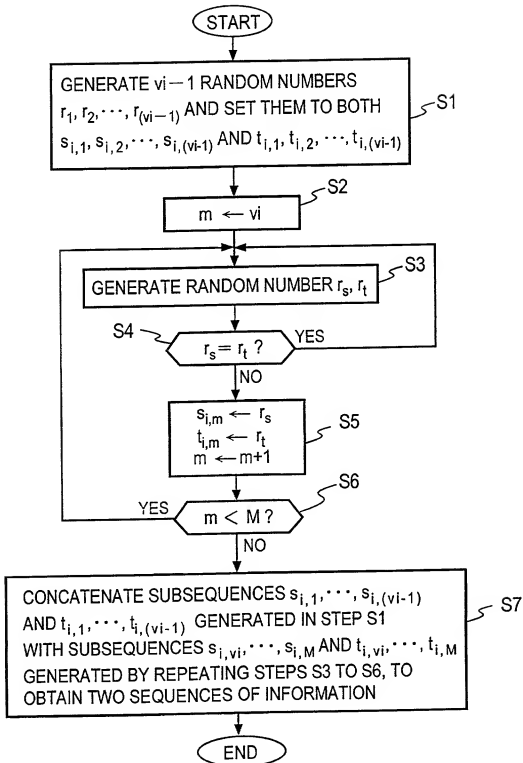 START
GENERATE vi−1 RANDOM NUMBERS
r₁, r₂, ⋯, r₍vi−1₎ AND SET THEM TO BOTH
sᵢ,₁, sᵢ,₂, ⋯, sᵢ,₍vi-1₎ AND tᵢ,₁, tᵢ,₂, ⋯, tᵢ,₍vi-1₎
S1
S2
m ← vi
S3
GENERATE RANDOM NUMBER rₛ, rₜ
S4
rₛ = rₜ ?
YES
NO
sᵢ,ₘ ← rₛ
tᵢ,ₘ ← rₜ
m ← m+1
S5
S6
YES
m < M ?
NO
CONCATENATE SUBSEQUENCES sᵢ,₁, ⋯, sᵢ,₍vi-1₎
AND tᵢ,₁, ⋯, tᵢ,₍vi-1₎ GENERATED IN STEP S1
WITH SUBSEQUENCES sᵢ,vi, ⋯, sᵢ,M AND tᵢ,vi, ⋯, tᵢ,M
GENERATED BY REPEATING STEPS S3 TO S6, TO
OBTAIN TWO SEQUENCES OF INFORMATION
S7
END